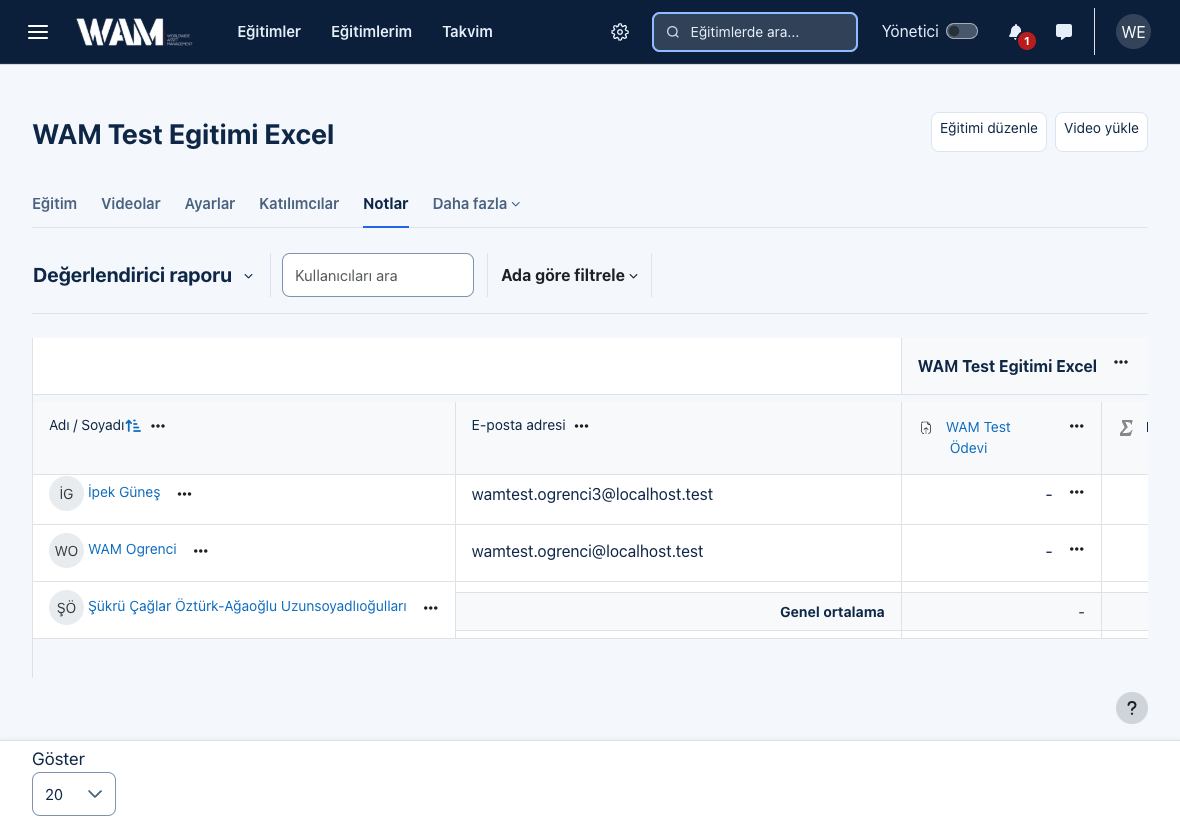 WAM
Eğitimler
Eğitimlerim
Takvim
Eğitimlerde ara...
Yönetici
1
WE
WAM Test Egitimi Excel
Eğitimi düzenle
Video yükle
Eğitim
Videolar
Ayarlar
Katılımcılar
Notlar
Daha fazla
Değerlendirici raporu
Kullanıcıları ara
Ada göre filtrele
WAM Test Egitimi Excel
Adı / Soyadı
E-posta adresi
WAM Test
Ödevi
Σ
İG
İpek Güneş
wamtest.ogrenci3@localhost.test
-
WO
WAM Ogrenci
wamtest.ogrenci@localhost.test
-
ŞÖ
Şükrü Çağlar Öztürk-Ağaoğlu Uzunsoyadlıoğulları
Genel ortalama
-
?
Göster
20